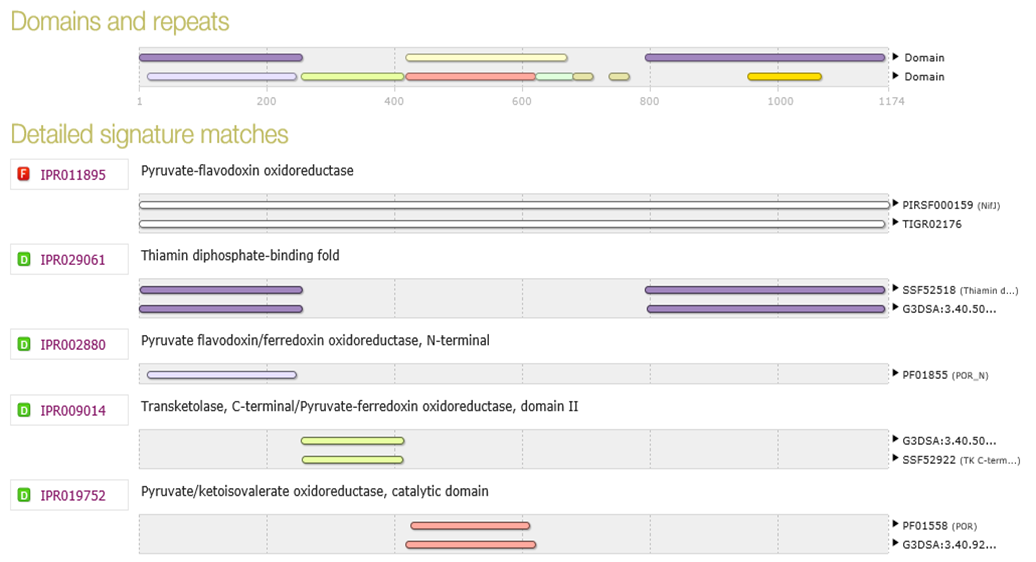 Domains and repeats
Domain
Domain
1 200 400 600 800 1000 1174
Detailed signature matches
F IPR011895 Pyruvate-flavodoxin oxidoreductase
PIRSF000159 (NifJ)
TIGR02176
D IPR029061 Thiamin diphosphate-binding fold
SSF52518 (Thiamin d...)
G3DSA:3.40.50...
D IPR002880 Pyruvate flavodoxin/ferredoxin oxidoreductase, N-terminal
PF01855 (POR_N)
D IPR009014 Transketolase, C-terminal/Pyruvate-ferredoxin oxidoreductase, domain II
G3DSA:3.40.50...
SSF52922 (TK C-term...)
D IPR019752 Pyruvate/ketoisovalerate oxidoreductase, catalytic domain
PF01558 (POR)
G3DSA:3.40.92...